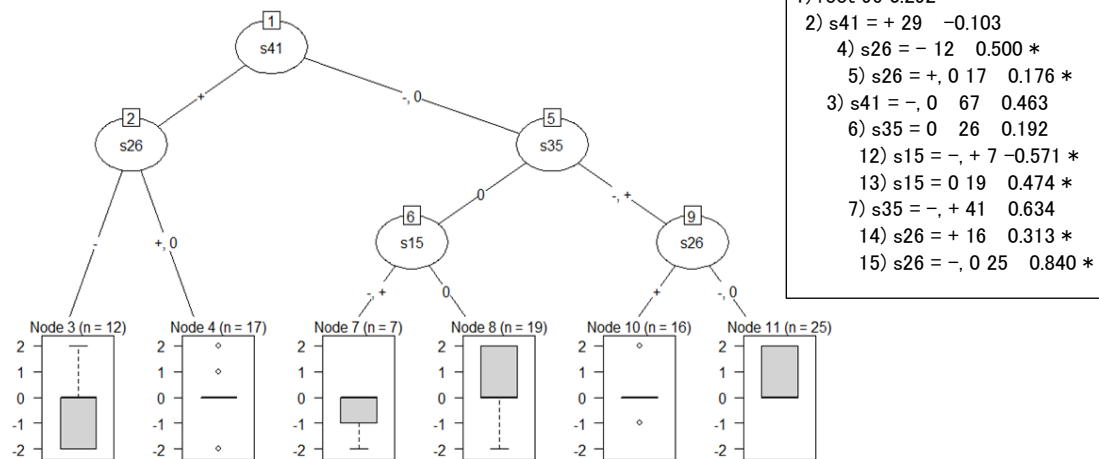 1
s41
+
-, 0
2
s26
5
s35
-
+, 0
0
-, +
6
s15
9
s26
-, +
0
+
-, 0
Node 3 (n = 12)
Node 4 (n = 17)
Node 7 (n = 7)
Node 8 (n = 19)
Node 10 (n = 16)
Node 11 (n = 25)
2
1
0
-1
-2
2
1
0
-1
-2
2
1
0
-1
-2
2
1
0
-1
-2
2
1
0
-1
-2
2
1
0
-1
-2
2) s41 = + 29 −0.103
4) s26 = − 12 0.500 *
5) s26 = +, 0 17 0.176 *
3) s41 = −, 0 67 0.463
6) s35 = 0 26 0.192
12) s15 = −, + 7 −0.571 *
13) s15 = 0 19 0.474 *
7) s35 = −, + 41 0.634
14) s26 = + 16 0.313 *
15) s26 = −, 0 25 0.840 *